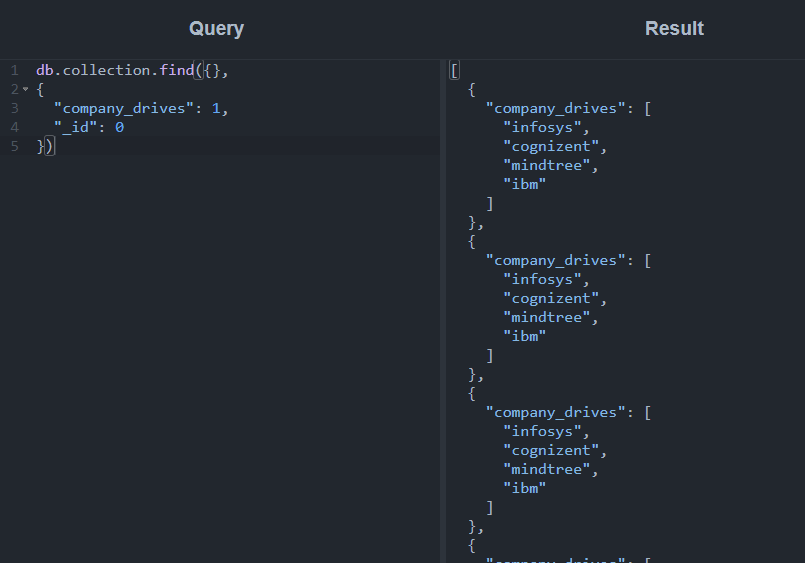 Query
1 db.collection.find({},
2 {
3 "company_drives": 1,
4 "_id": 0
5 })
Result
[
{
"company_drives": [
"infosys",
"cognizent",
"mindtree",
"ibm"
]
},
{
"company_drives": [
"infosys",
"cognizent",
"mindtree",
"ibm"
]
},
{
"company_drives": [
"infosys",
"cognizent",
"mindtree",
"ibm"
]
},
{
"company_drives": [